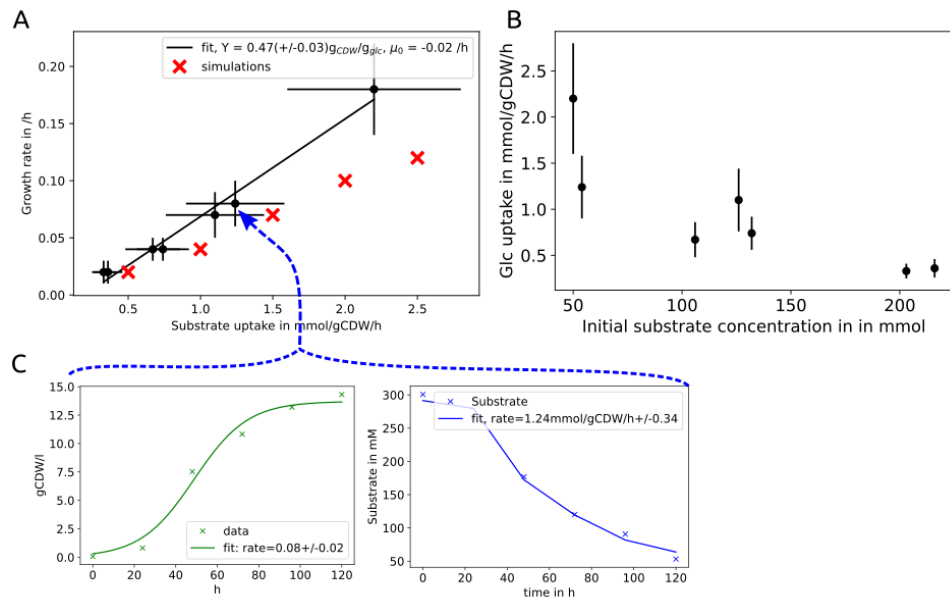 A
fit, Y = 0.47(+/-0.03)g_CDW/g_glc, μ_0 = -0.02 /h
simulations
0.20
0.15
0.10
0.05
0.00
Growth rate in /h
0.5 1.0 1.5 2.0 2.5
Substrate uptake in mmol/gCDW/h
B
2.5
2.0
1.5
1.0
0.5
Glc uptake in mmol/gCDW/h
50 100 150 200
Initial substrate concentration in in mmol
C
15.0
12.5
10.0
7.5
5.0
2.5
0.0
gCDW/l
data
fit: rate=0.08+/-0.02
0 20 40 60 80 100 120
h
300
250
200
150
100
50
Substrate in mM
Substrate
fit, rate=1.24mmol/gCDW/h+/-0.34
0 20 40 60 80 100 120
time in h